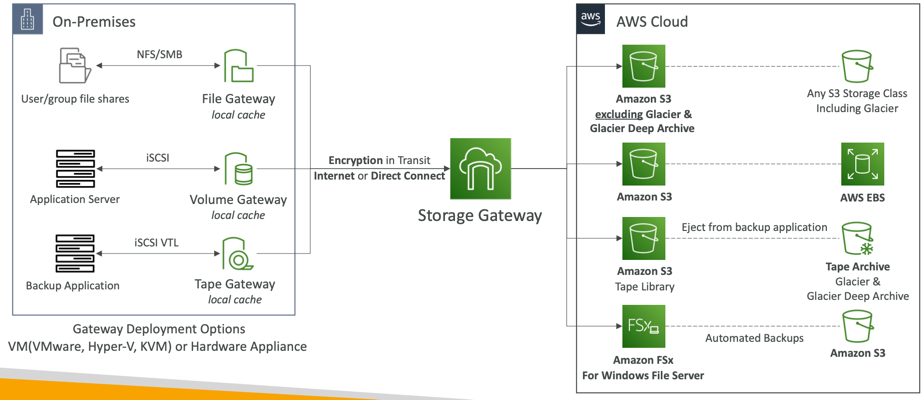 On-Premises
NFS/SMB
User/group file shares
File Gateway
local cache
iSCSI
Application Server
Volume Gateway
local cache
iSCSI VTL
Backup Application
Tape Gateway
local cache
Gateway Deployment Options
VM(VMware, Hyper-V, KVM) or Hardware Appliance
Encryption in Transit
Internet or Direct Connect
Storage Gateway
aws
AWS Cloud
Amazon S3
excluding Glacier &
Glacier Deep Archive
Any S3 Storage Class
Including Glacier
Amazon S3
AWS EBS
Amazon S3
Tape Library
Eject from backup application
Tape Archive
Glacier &
Glacier Deep Archive
FSx
Amazon FSx
For Windows File Server
Automated Backups
Amazon S3